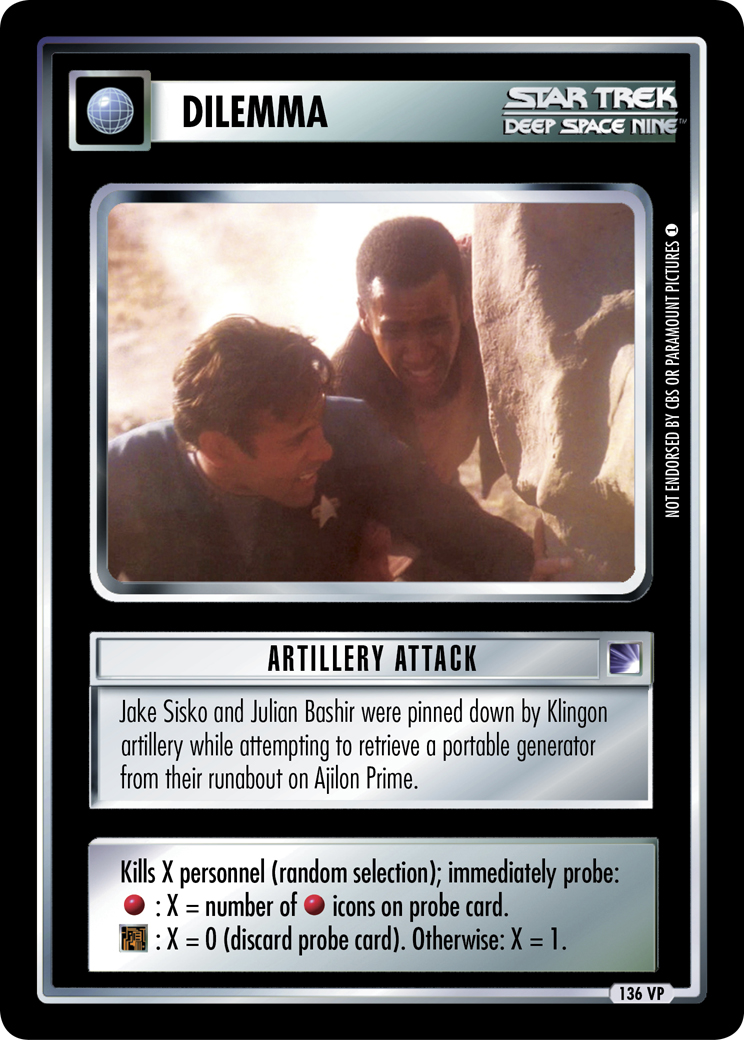 DILEMMA
STAR TREK
DEEP SPACE NINE™
NOT ENDORSED BY CBS OR PARAMOUNT PICTURES 1
ARTILLERY ATTACK
Jake Sisko and Julian Bashir were pinned down by Klingon
artillery while attempting to retrieve a portable generator
from their runabout on Ajilon Prime.
Kills X personnel (random selection); immediately probe:
: X = number of icons on probe card.
: X = 0 (discard probe card). Otherwise: X = 1.
136 VP